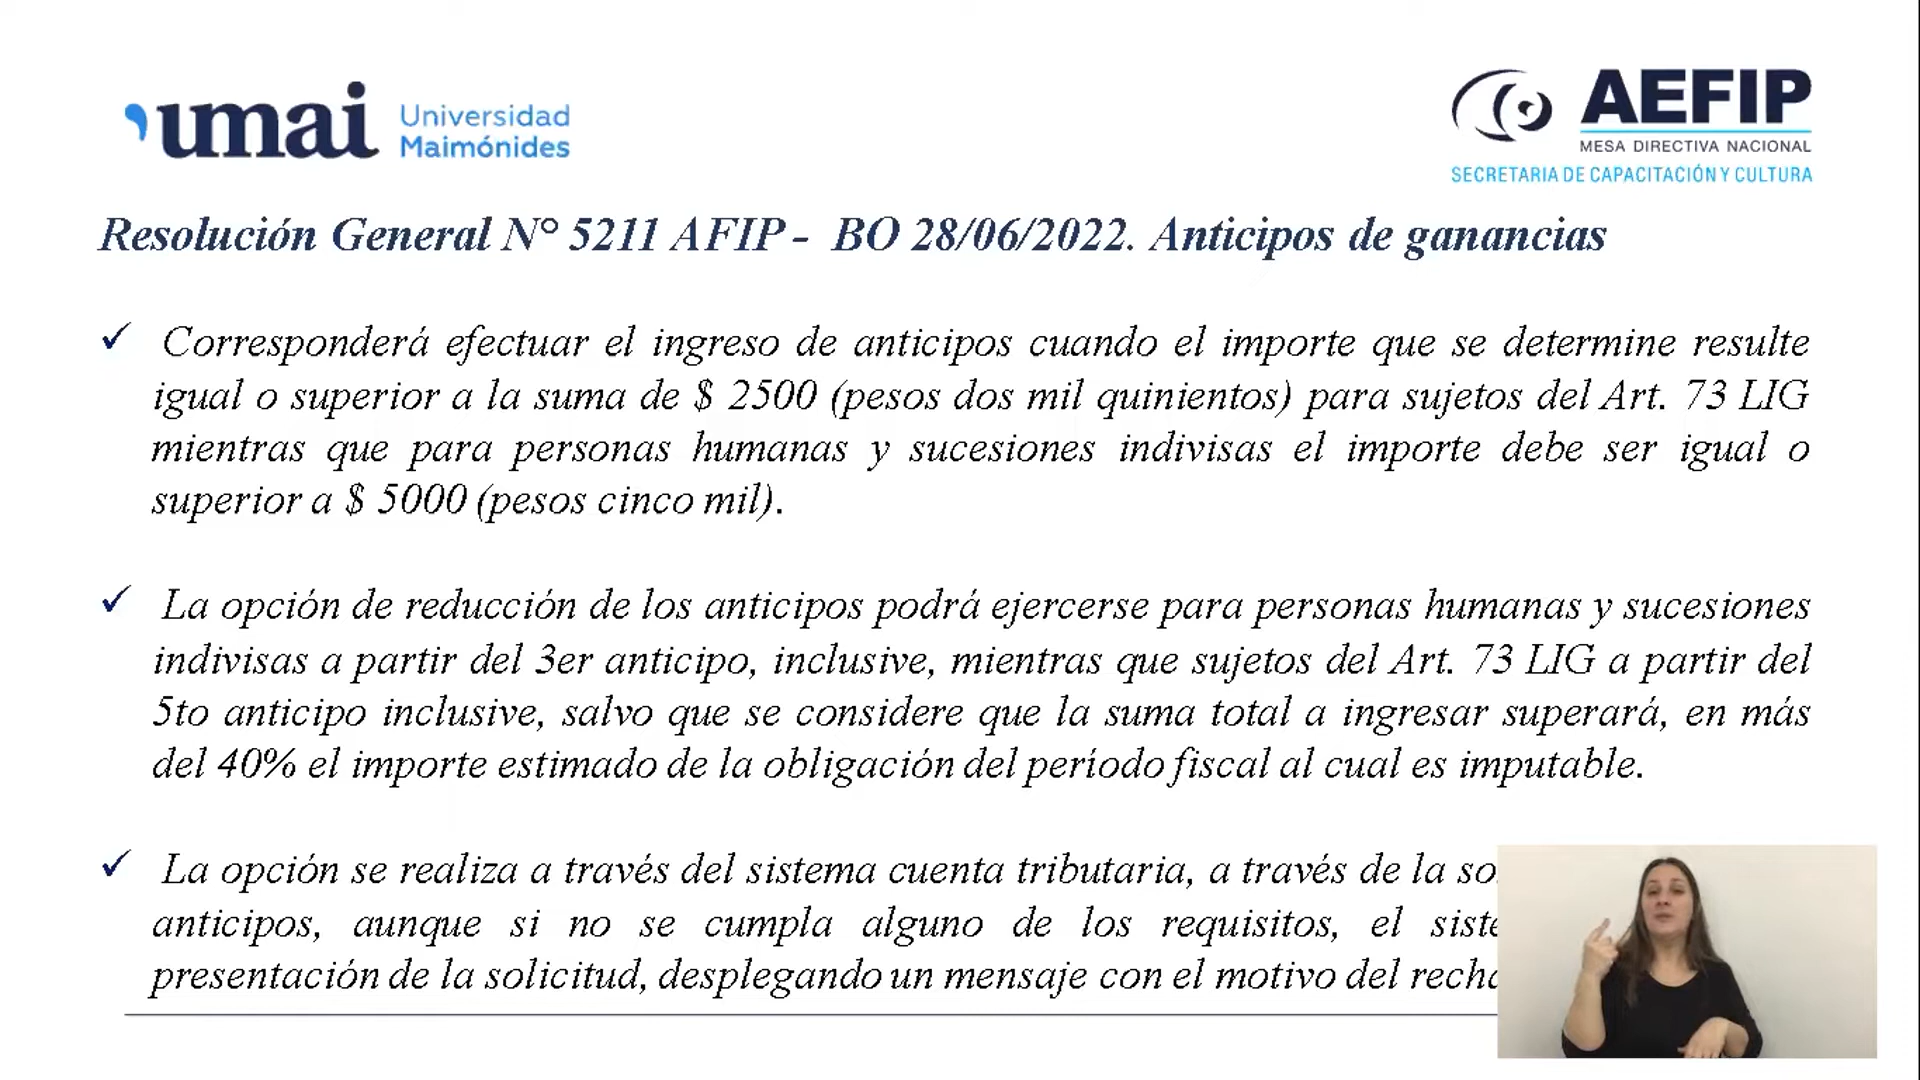 umai Universidad
Maimónides
AEFIP
MESA DIRECTIVA NACIONAL
SECRETARIA DE CAPACITACIÓN Y CULTURA
Resolución General N° 5211 AFIP - BO 28/06/2022. Anticipos de ganancias
✓ Corresponderá efectuar el ingreso de anticipos cuando el importe que se determine resulte
igual o superior a la suma de $ 2500 (pesos dos mil quinientos) para sujetos del Art. 73 LIG
mientras que para personas humanas y sucesiones indivisas el importe debe ser igual o
superior a $ 5000 (pesos cinco mil).
✓ La opción de reducción de los anticipos podrá ejercerse para personas humanas y sucesiones
indivisas a partir del 3er anticipo, inclusive, mientras que sujetos del Art. 73 LIG a partir del
5to anticipo inclusive, salvo que se considere que la suma total a ingresar superará, en más
del 40% el importe estimado de la obligación del período fiscal al cual es imputable.
✓ La opción se realiza a través del sistema cuenta tributaria, a través de la
anticipos, aunque si no se cumpla alguno de los requisitos, el
presentación de la solicitud, desplegando un mensaje con el motivo del